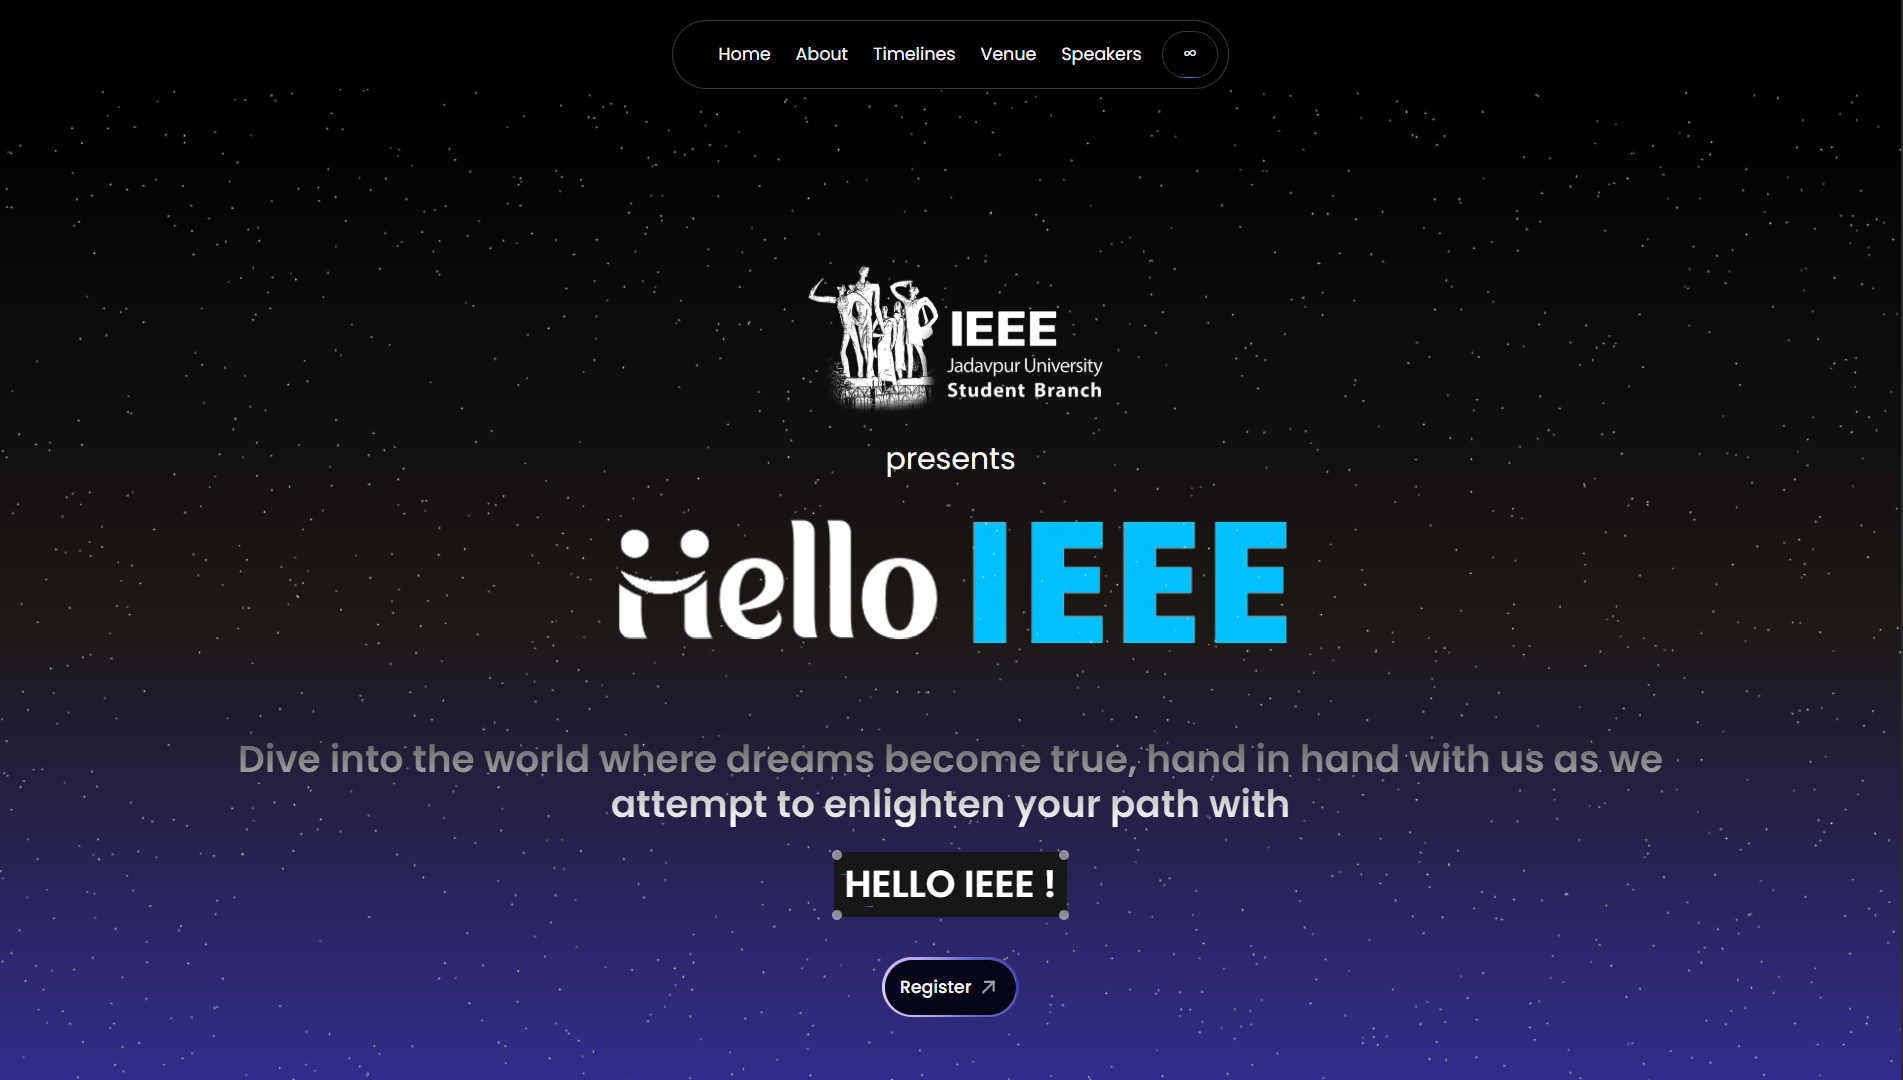 Home About Timelines Venue Speakers ∞
IEEE
Jadavpur University
Student Branch
presents
Hello IEEE
Dive into the world where dreams become true, hand in hand with us as we
attempt to enlighten your path with
HELLO IEEE !
Register